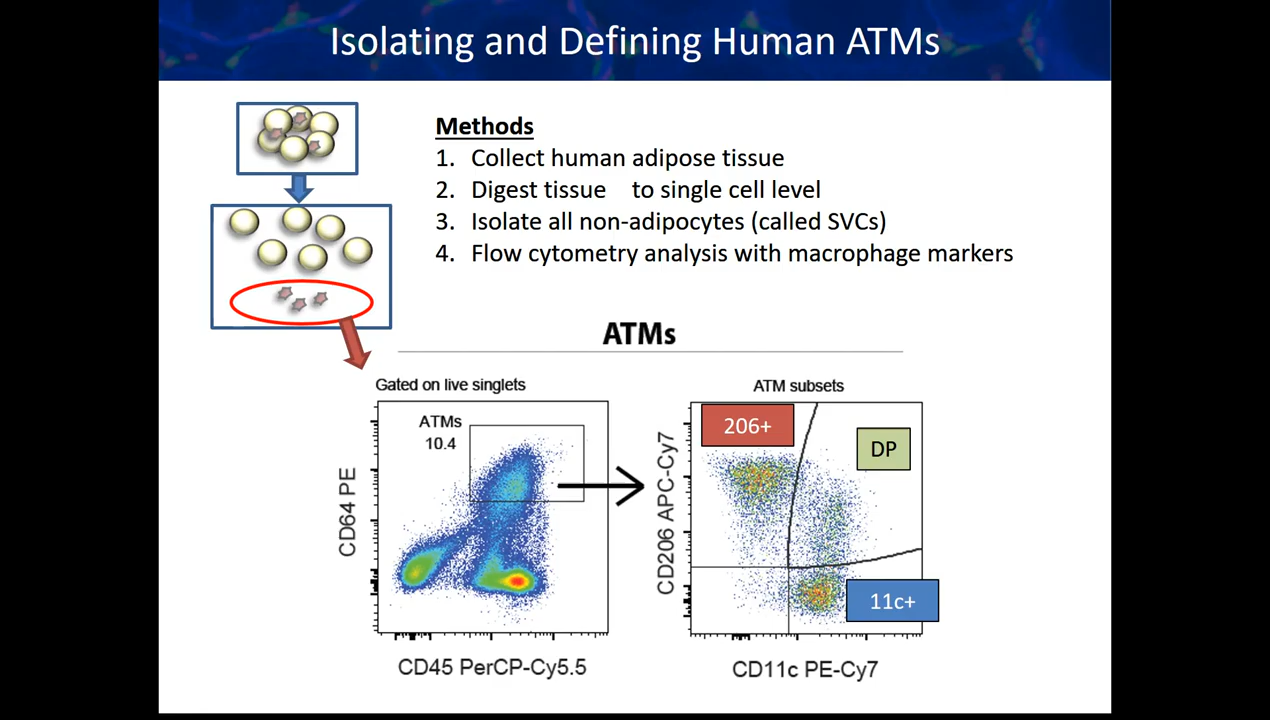 Isolating and Defining Human ATMs
Methods
1. Collect human adipose tissue
2. Digest tissue to single cell level
3. Isolate all non-adipocytes (called SVCs)
4. Flow cytometry analysis with macrophage markers
ATMs
Gated on live singlets
ATMs
10.4
CD64 PE
CD45 PerCP-Cy5.5
ATM subsets
206+
DP
11c+
CD206 APC-Cy7
CD11c PE-Cy7